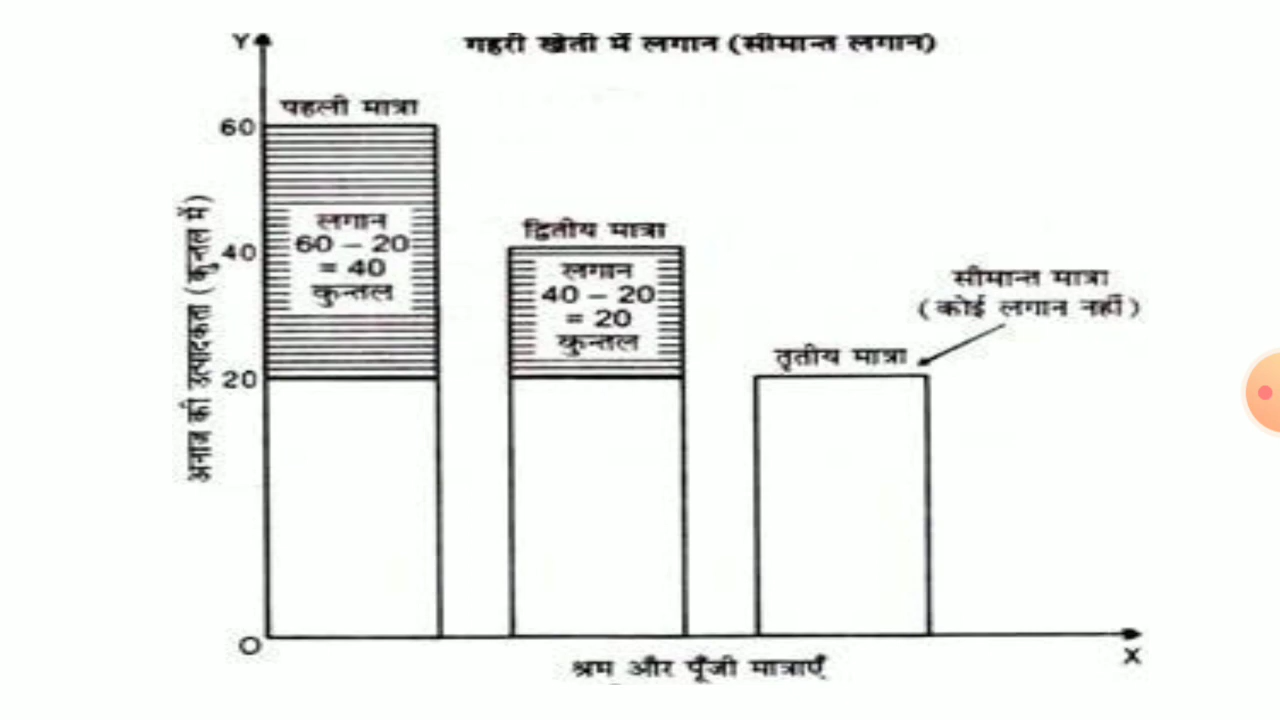 Y
गहरी खेती में लगान (सीमान्त लगान)
पहली मात्रा
60
लगान
60 – 20
= 40
कुन्तल
द्वितीय मात्रा
40
लगान
40 – 20
= 20
कुन्तल
सीमान्त मात्रा
(कोई लगान नहीं)
तृतीय मात्रा
20
अनाज की उत्पादकता (कुन्तल में)
O
X
श्रम और पूँजी मात्राएँ